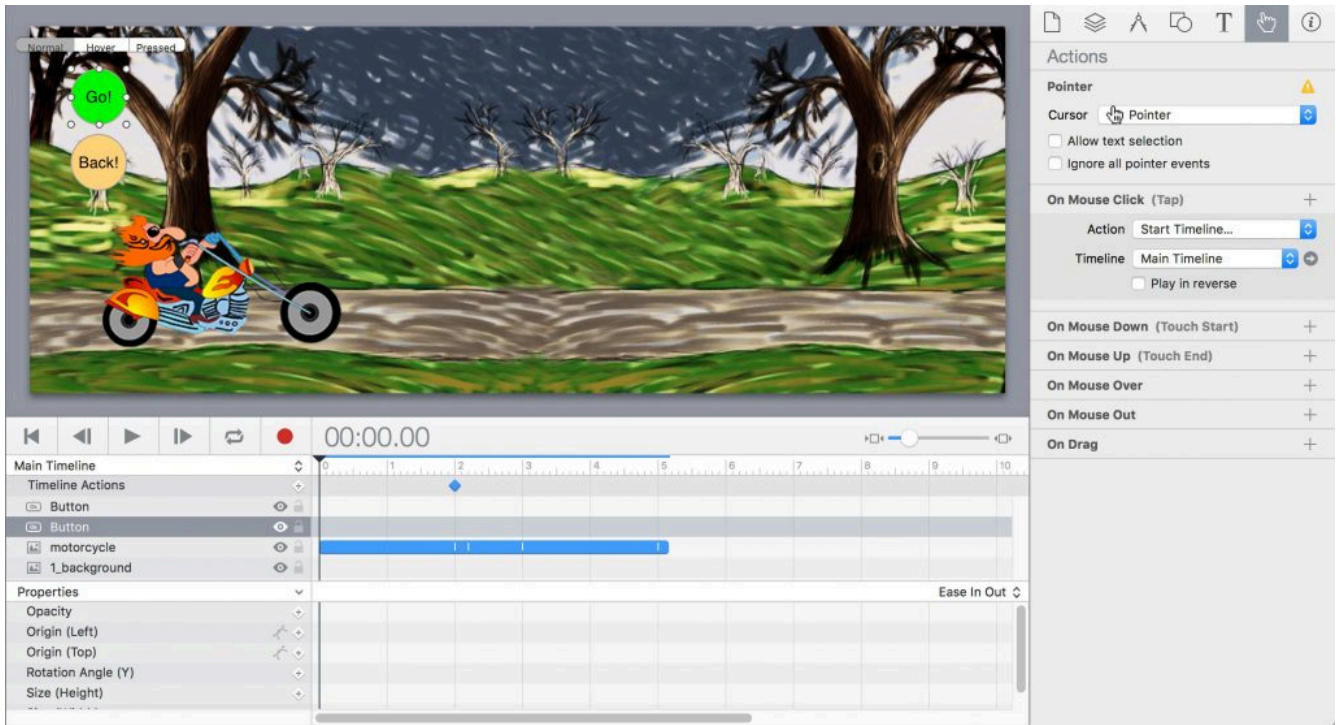 Normal Hover Pressed
Go!
Back!
T
Actions
Pointer
Cursor Pointer
Allow text selection
Ignore all pointer events
On Mouse Click (Tap)
Action Start Timeline...
Timeline Main Timeline
Play in reverse
On Mouse Down (Touch Start)
On Mouse Up (Touch End)
On Mouse Over
On Mouse Out
On Drag
00:00.00
Main Timeline 0 1 2 3 4 5 6 7 8 9 10
Timeline Actions
Button
Button
motorcycle
1_background
Properties Ease In Out
Opacity
Origin (Left)
Origin (Top)
Rotation Angle (Y)
Size (Height)